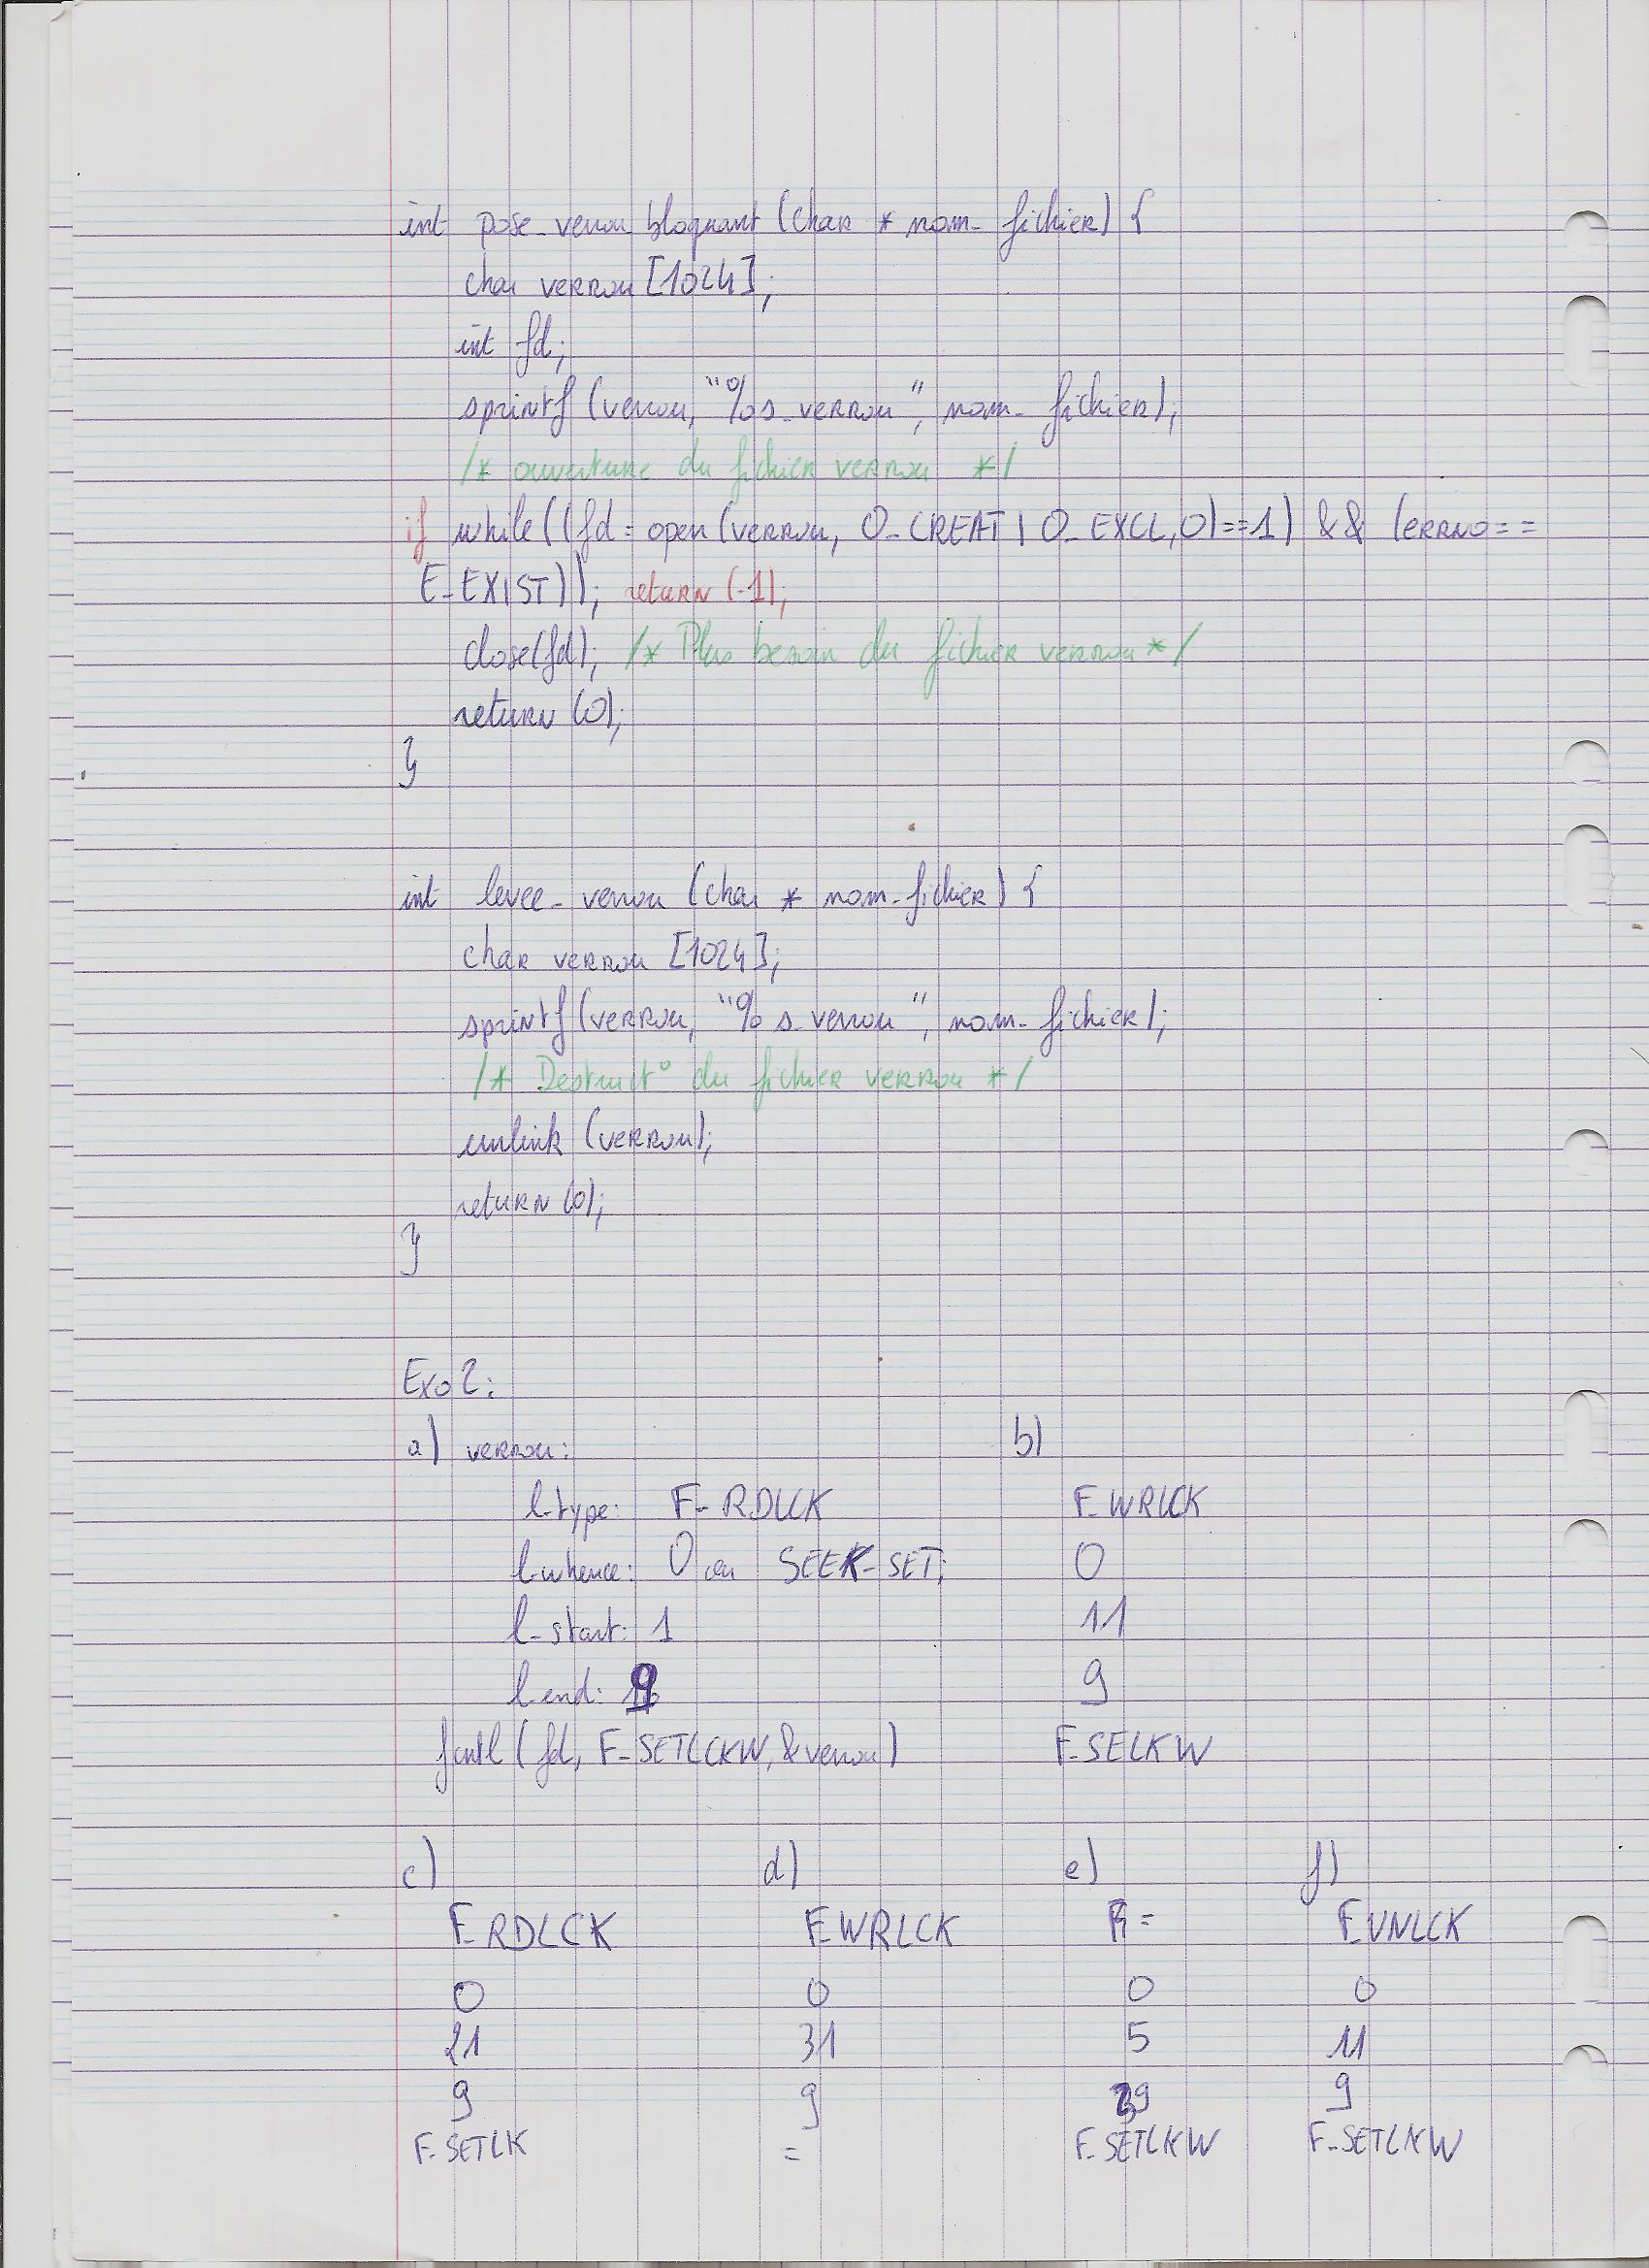 int pose_verrou_bloquant (char * nom_fichier) {
char verrou [1024];
int fd;
sprintf (verrou, "%s_verrou", nom_fichier);
/* ouverture du fichier verrou */
if while((fd = open (verrou, O_CREAT | O_EXCL, 0)==1) && (errno==
E_EXIST)); return (-1);
close(fd); /* Plus besoin du fichier verrou */
return (0);
}
int levee_verrou (char * nom_fichier) {
char verrou [1024];
sprintf (verrou, "%s_verrou", nom_fichier);
/* Destruct° du fichier verrou */
unlink (verrou);
return (0);
}
Exo 2:
a) verrou: b)
l_type: F_RDLCK F_WRLCK
l_whence: 0 ou SEEK_SET; 0
l_start: 1 11
l_end: 9 9
fcntl (fd, F_SETLCKW, &verrou) F_SELKW
c) d) e) f)
F_RDLCK F_WRLCK = F_UNLCK
0 0 0 0
21 31 5 11
9 9 39 9
F_SETLK = F_SETLKW F_SETLKW